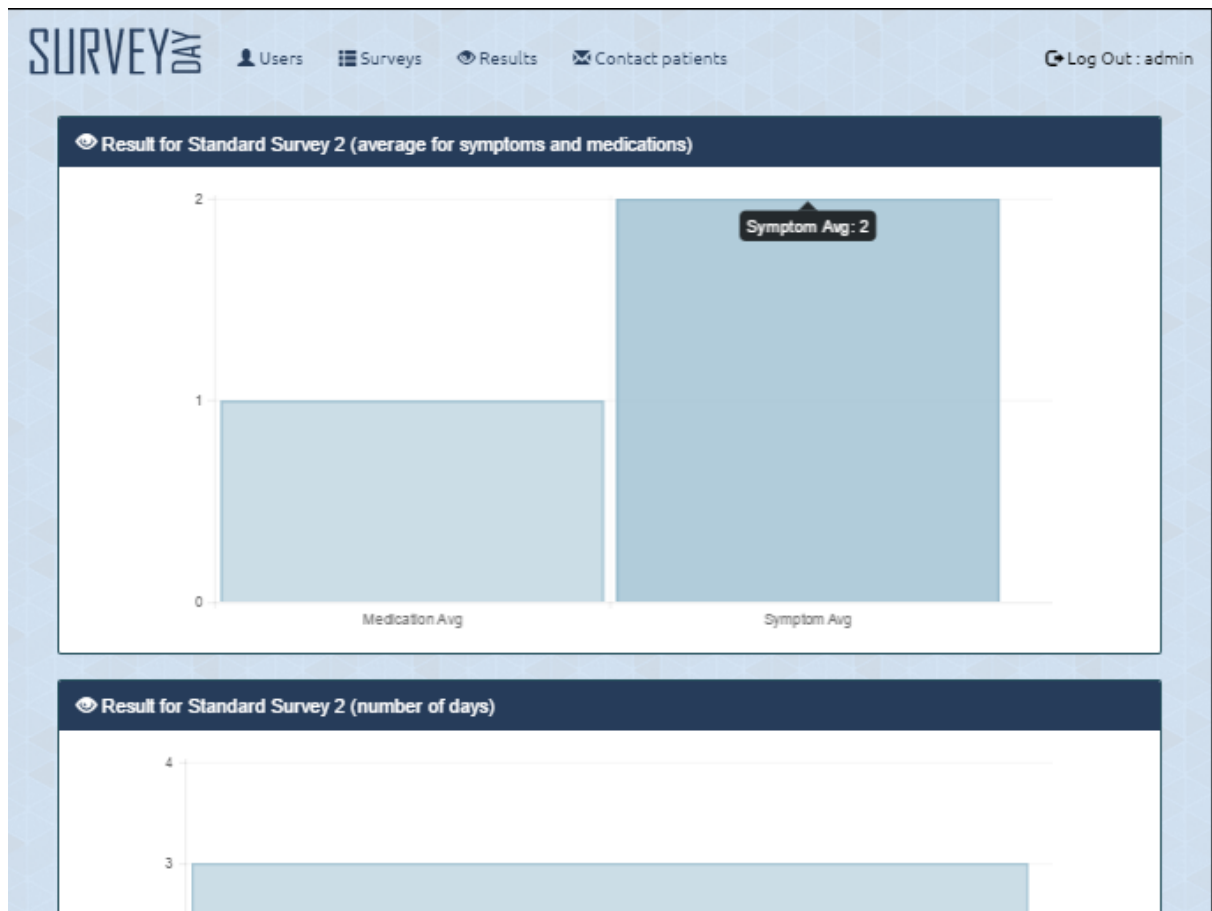 SURVEY DAY
Users Surveys Results Contact patients Log Out : admin
Result for Standard Survey 2 (average for symptoms and medications)
2
Symptom Avg: 2
1
0
Medication Avg Symptom Avg
Result for Standard Survey 2 (number of days)
4
3